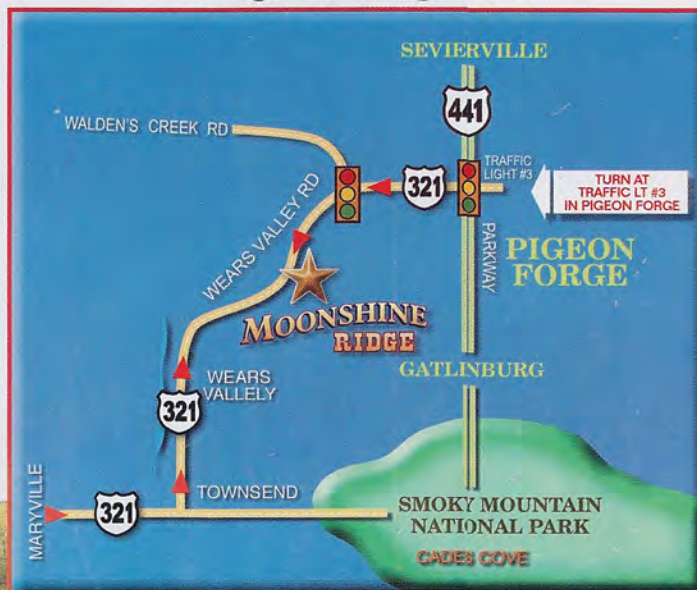 SEVIERVILLE
441
WALDEN'S CREEK RD
TRAFFIC
LIGHT #3
321
TURN AT
TRAFFIC LT #3
IN PIGEON FORGE
WEARS VALLEY RD
PARKWAY
PIGEON
FORGE
MOONSHINE
RIDGE
GATLINBURG
WEARS
VALLELY
321
TOWNSEND
MARYVILLE
321
SMOKY MOUNTAIN
NATIONAL PARK
CADES COVE